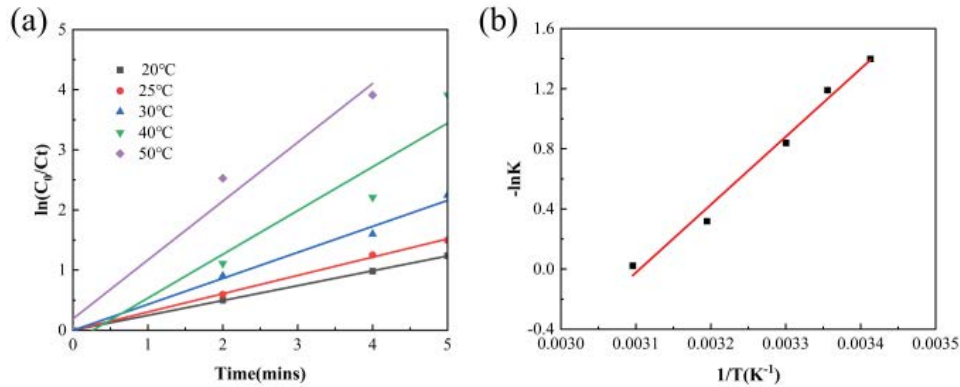 (a)
5
4
3
2
1
0
ln(C₀/Ct)
20℃
25℃
30℃
40℃
50℃
0 1 2 3 4 5
Time(mins)
(b)
1.6
1.2
0.8
0.4
0.0
-0.4
-lnK
0.0030 0.0031 0.0032 0.0033 0.0034 0.0035
1/T(K⁻¹)